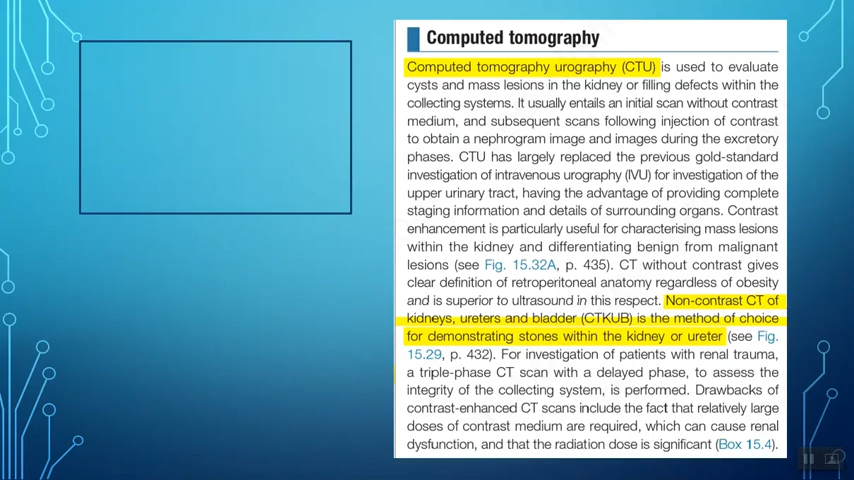 Computed tomography
Computed tomography urography (CTU) is used to evaluate
cysts and mass lesions in the kidney or filling defects within the
collecting systems. It usually entails an initial scan without contrast
medium, and subsequent scans following injection of contrast
to obtain a nephrogram image and images during the excretory
phases. CTU has largely replaced the previous gold-standard
investigation of intravenous urography (IVU) for investigation of the
upper urinary tract, having the advantage of providing complete
staging information and details of surrounding organs. Contrast
enhancement is particularly useful for characterising mass lesions
within the kidney and differentiating benign from malignant
lesions (see Fig. 15.32A, p. 435). CT without contrast gives
clear definition of retroperitoneal anatomy regardless of obesity
and is superior to ultrasound in this respect. Non-contrast CT of
kidneys, ureters and bladder (CTKUB) is the method of choice
for demonstrating stones within the kidney or ureter (see Fig.
15.29, p. 432). For investigation of patients with renal trauma,
a triple-phase CT scan with a delayed phase, to assess the
integrity of the collecting system, is performed. Drawbacks of
contrast-enhanced CT scans include the fact that relatively large
doses of contrast medium are required, which can cause renal
dysfunction, and that the radiation dose is significant (Box 15.4).